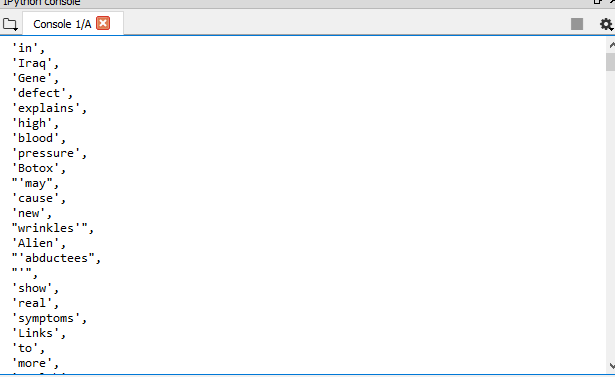 IPython console
Console 1/A
'in',
'Iraq',
'Gene',
'defect',
'explains',
'high',
'blood',
'pressure',
'Botox',
"'may",
'cause',
'new',
"wrinkles'",
'Alien',
"'abductees",
"'",
'show',
'real',
'symptoms',
'Links',
'to',
'more',